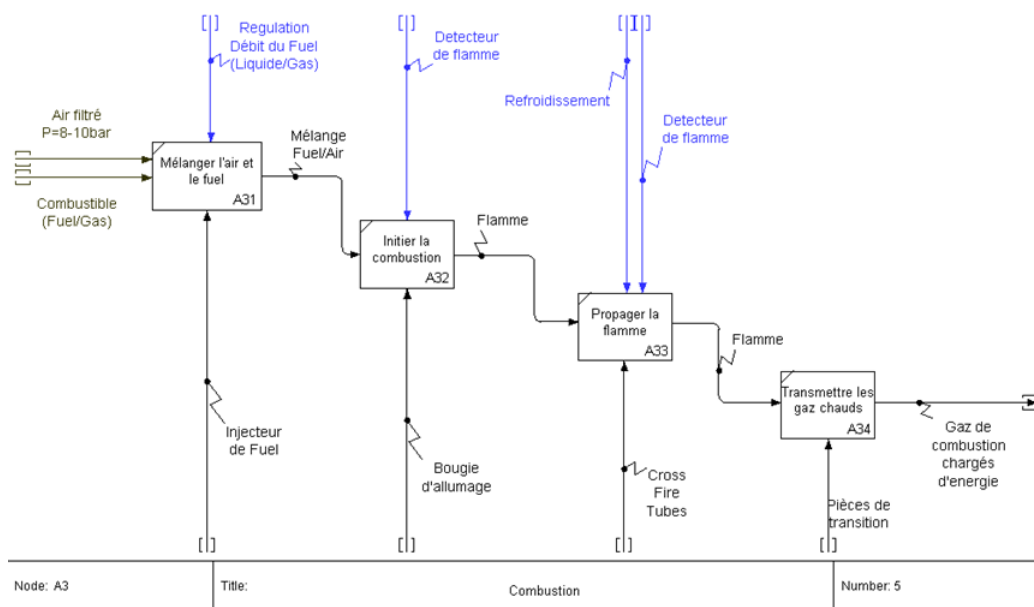 Regulation
Débit du Fuel
(Liquide/Gas)
Detecteur
de flamme
Refroidissement
Detecteur
de flamme
Air filtré
P=8-10bar
Combustible
(Fuel/Gas)
Mélanger l'air et
le fuel
A31
Mélange
Fuel/Air
Initier la
combustion
A32
Flamme
Propager la
flamme
A33
Flamme
Transmettre les
gaz chauds
A34
Gaz de
combustion
chargés
d'energie
Injecteur
de Fuel
Bougie
d'allumage
Cross
Fire
Tubes
Pièces de
transition
Node: A3
Title:
Combustion
Number: 5